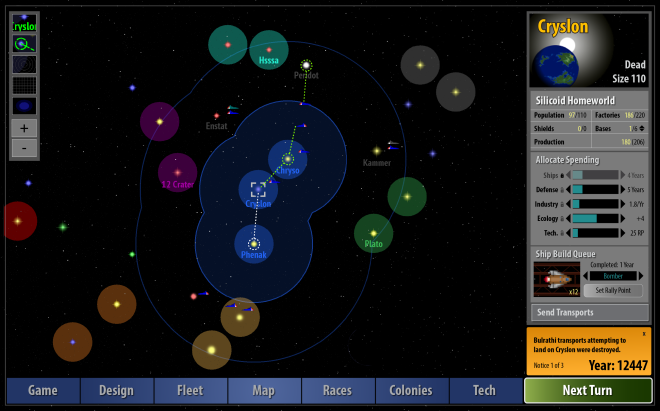 Cryslon
Dead
Size 110
Silicoid Homeworld
Population 97/110 Factories 186/220
Shields 0/0 Bases 1/6
Production 180 (206)
Allocate Spending
Ships 4 Years
Defense 5 Years
Industry 1.8/Yr
Ecology +4
Tech. 25 RP
Ship Build Queue
Completed: 1 Year
Bomber
x12
Set Rally Point
Send Transports
x
Bulrathi transports attempting to
land on Cryslon were destroyed.
Notice 1 of 3
Year: 12447
ryslon
+
-
Hsssa
Peridot
Enstat
Kammer
Chryso
12 Crater
Cryslon
Plato
Phenak
Game
Design
Fleet
Map
Races
Colonies
Tech
Next Turn